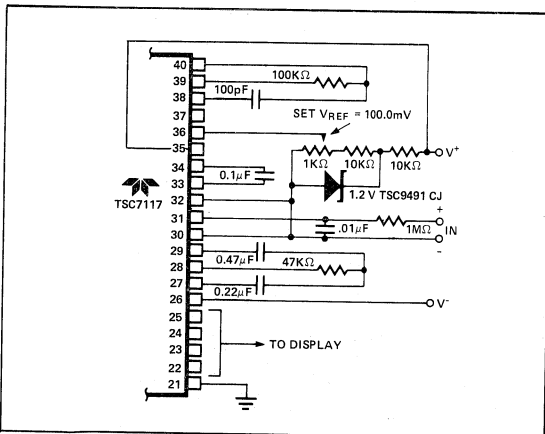 40
39
100KΩ
38
100pF
37
SET VREF = 100.0mV
36
35
1KΩ
10KΩ
10KΩ
V+
34
0.1μF
33
1.2 V TSC9491 CJ
32
TSC7117
31
+
.01μF
1MΩ
IN
30
−
29
0.47μF
47KΩ
28
27
0.22μF
26
V-
25
24
TO DISPLAY
23
22
21